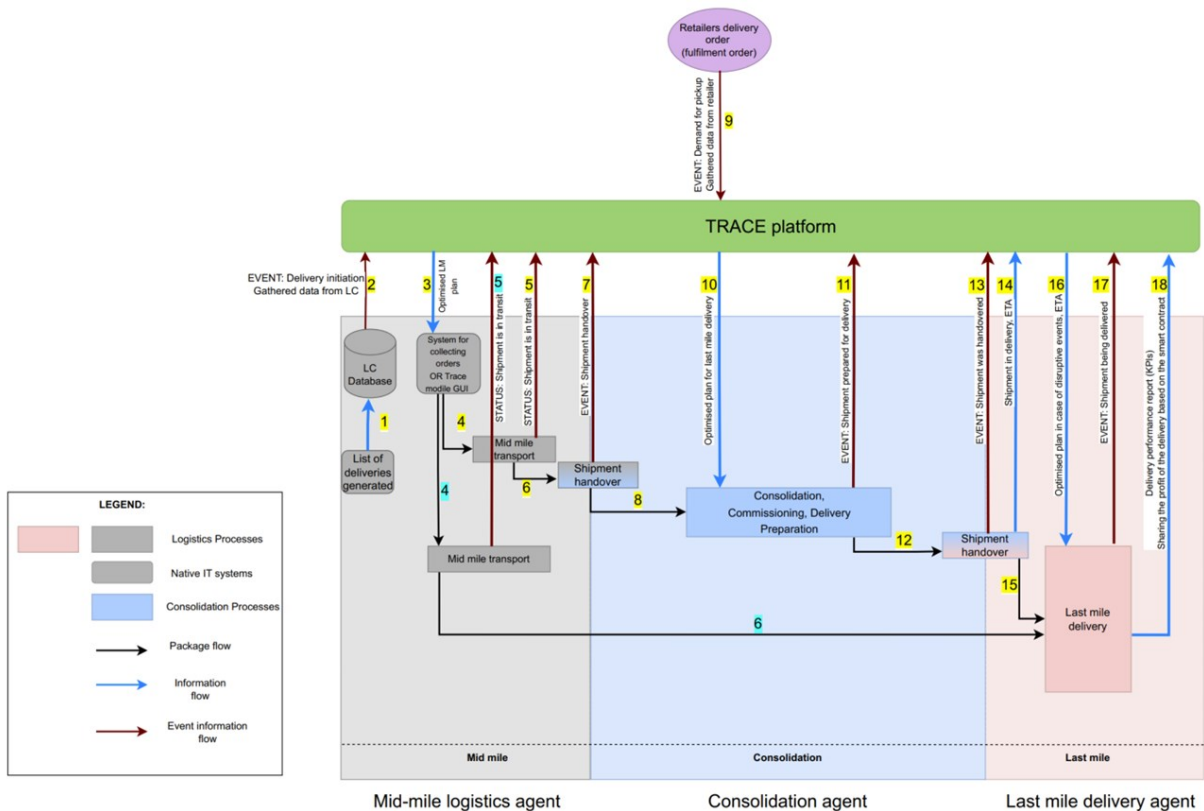 Retailers delivery
order
(fulfilment order)
EVENT: Demand for pickup
Gathered data from retailer
9
TRACE platform
EVENT: Delivery initiation
Gathered data from LC
2
3
Optimised LM
plan
5
STATUS: Shipment is in transit
5
STATUS: Shipment is in transit
7
EVENT: Shipment handover
10
Optimised plan for last mile delivery
11
EVENT: Shipment prepared for delivery
13
EVENT: Shipment was handovered
14
Shipment in delivery, ETA
16
Optimised plan in case of disruptive events, ETA
17
EVENT: Shipment being delivered
18
Delivery performance report (KPIs)
Sharing the profit of the delivery based on the smart contract
LC
Database
System for
collecting orders
OR Trace
modile GUI
1
List of
deliveries
generated
4
Mid mile
transport
4
6
Shipment
handover
8
Consolidation,
Commissioning, Delivery
Preparation
12
Shipment
handover
15
Mid mile transport
6
Last mile
delivery
LEGEND:
Logistics Processes
Native IT systems
Consolidation Processes
Package flow
Information
flow
Event information
flow
Mid mile
Consolidation
Last mile
Mid-mile logistics agent
Consolidation agent
Last mile delivery agent